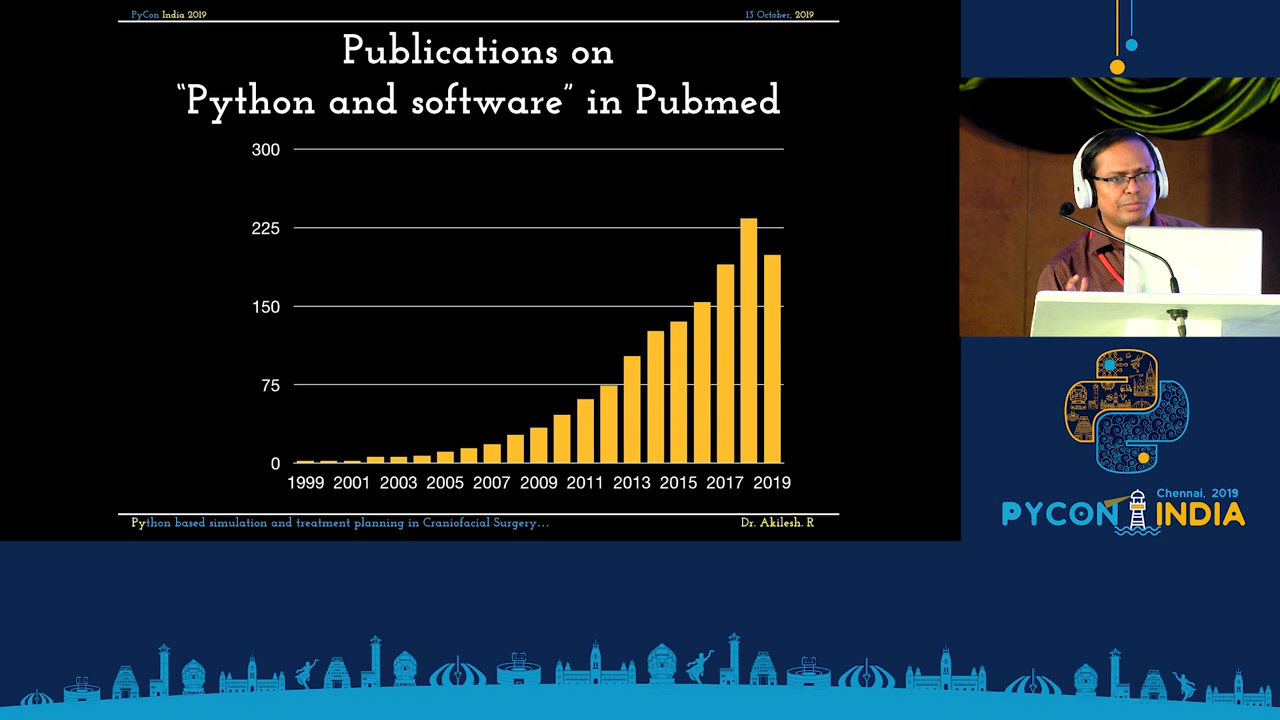 PyCon India 2019
13 October, 2019
Publications on
“Python and software” in Pubmed
300
225
150
75
0
1999 2001 2003 2005 2007 2009 2011 2013 2015 2017 2019
Python based simulation and treatment planning in Craniofacial Surgery...
Dr. Akilesh. R
Chennai, 2019
PYCON INDIA